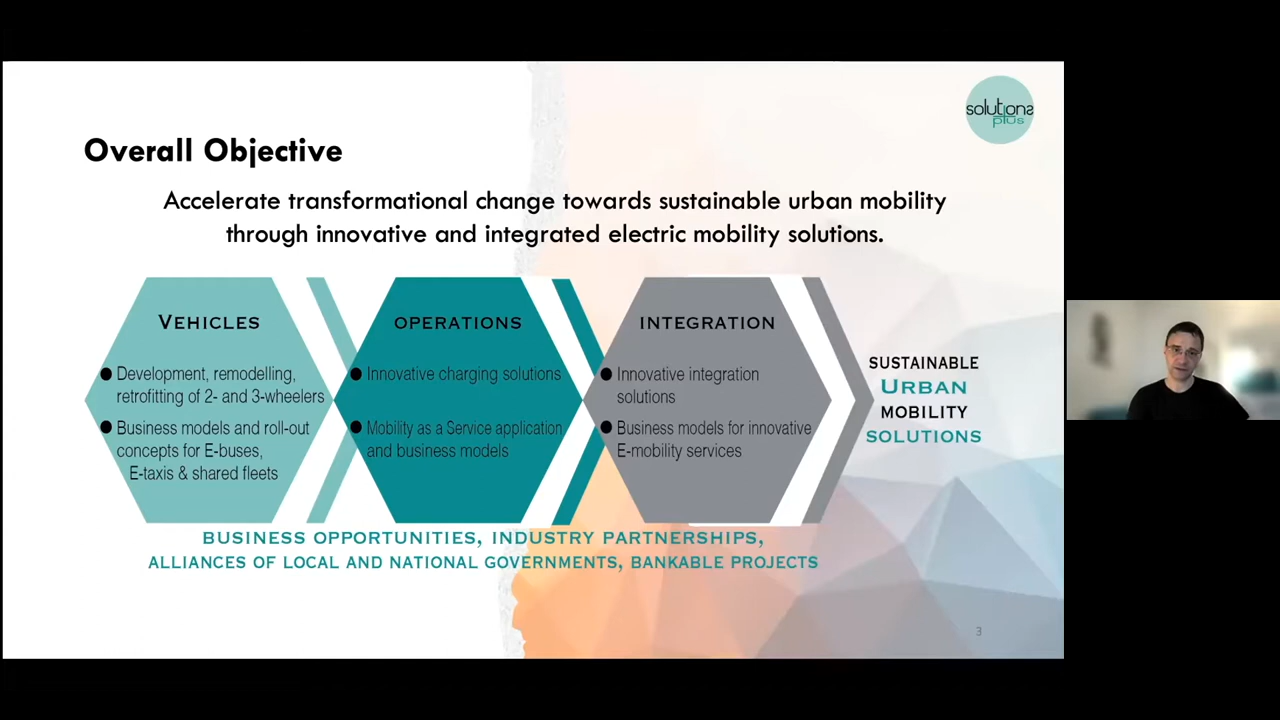 solutions
plus
Overall Objective
Accelerate transformational change towards sustainable urban mobility
through innovative and integrated electric mobility solutions.
VEHICLES
● Development, remodelling,
retrofitting of 2- and 3-wheelers
● Business models and roll-out
concepts for E-buses,
E-taxis & shared fleets
OPERATIONS
● Innovative charging solutions
● Mobility as a Service application
and business models
INTEGRATION
● Innovative integration
solutions
● Business models for innovative
E-mobility services
SUSTAINABLE
URBAN
MOBILITY
SOLUTIONS
BUSINESS OPPORTUNITIES, INDUSTRY PARTNERSHIPS,
ALLIANCES OF LOCAL AND NATIONAL GOVERNMENTS, BANKABLE PROJECTS
3